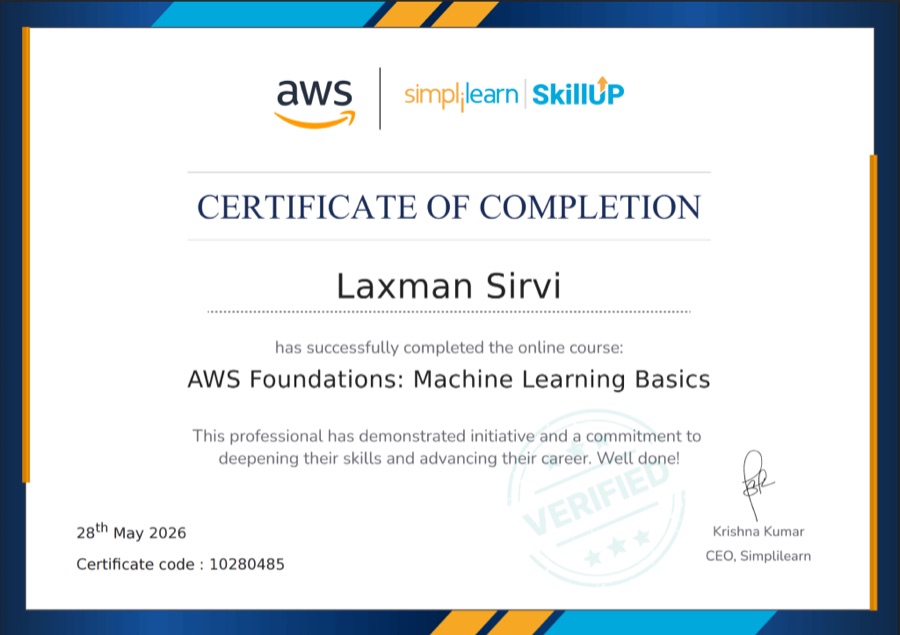 aws simplilearn SkillUP
CERTIFICATE OF COMPLETION
Laxman Sirvi
has successfully completed the online course:
AWS Foundations: Machine Learning Basics
This professional has demonstrated initiative and a commitment to
deepening their skills and advancing their career. Well done!
VERIFIED
28th May 2026
Certificate code : 10280485
Krishna Kumar
CEO, Simplilearn